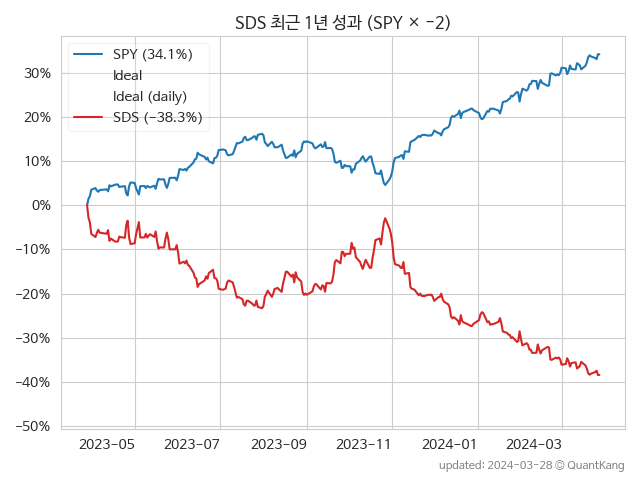 SDS 최근 1년 성과 (SPY × −2)
SPY (34.1%)
Ideal
Ideal (daily)
SDS (−38.3%)
30%
20%
10%
0%
−10%
−20%
−30%
−40%
−50%
2023-05
2023-07
2023-09
2023-11
2024-01
2024-03
updated: 2024-03-28 © QuantKang